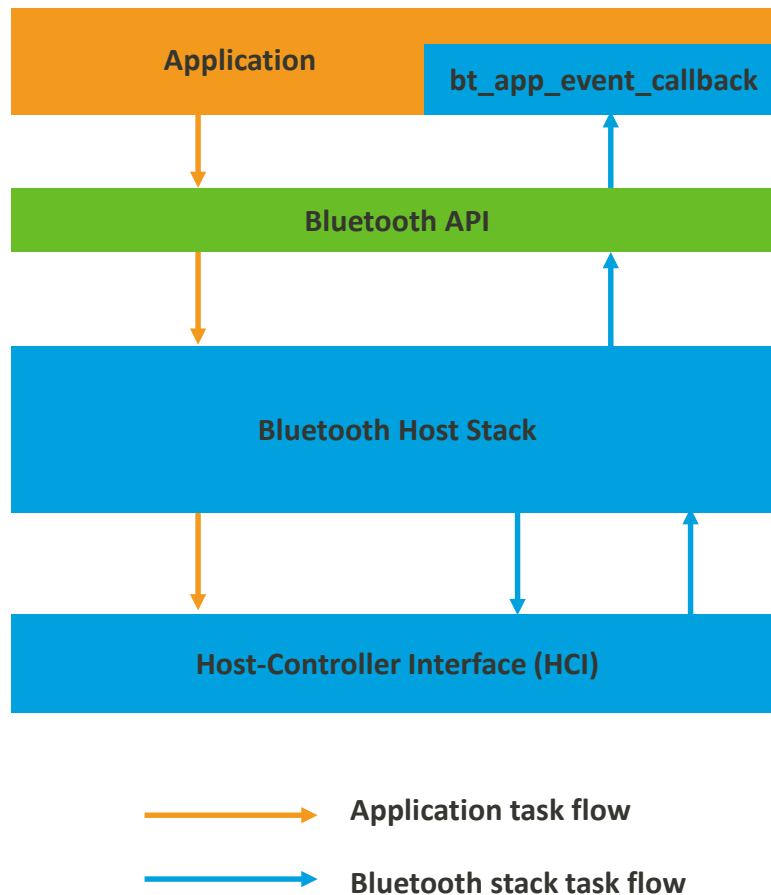 Application
bt_app_event_callback
Bluetooth API
Bluetooth Host Stack
Host-Controller Interface (HCI)
Application task flow
Bluetooth stack task flow